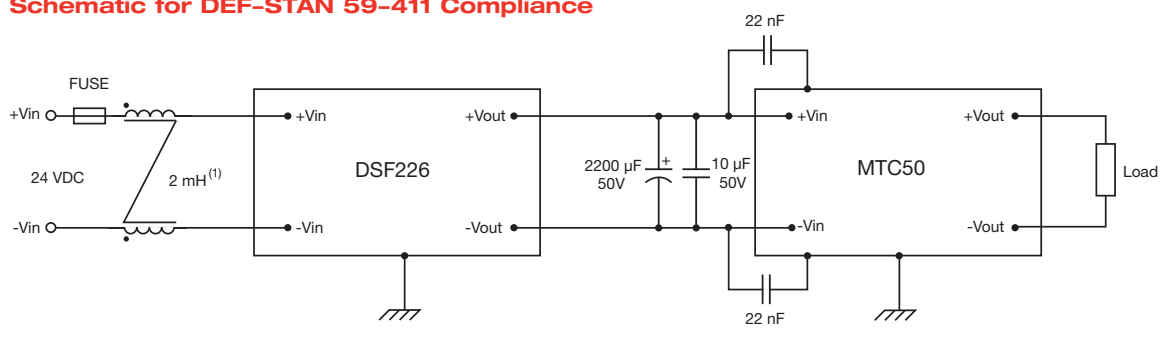 Schematic for DEF-STAN 59-411 Compliance
22 nF
FUSE
+Vin
+Vin
+Vout
+Vin
+Vout
24 VDC
2 mH(1)
DSF226
2200 µF
50V
+
10 µF
50V
MTC50
Load
-Vin
-Vin
-Vout
-Vin
-Vout
22 nF